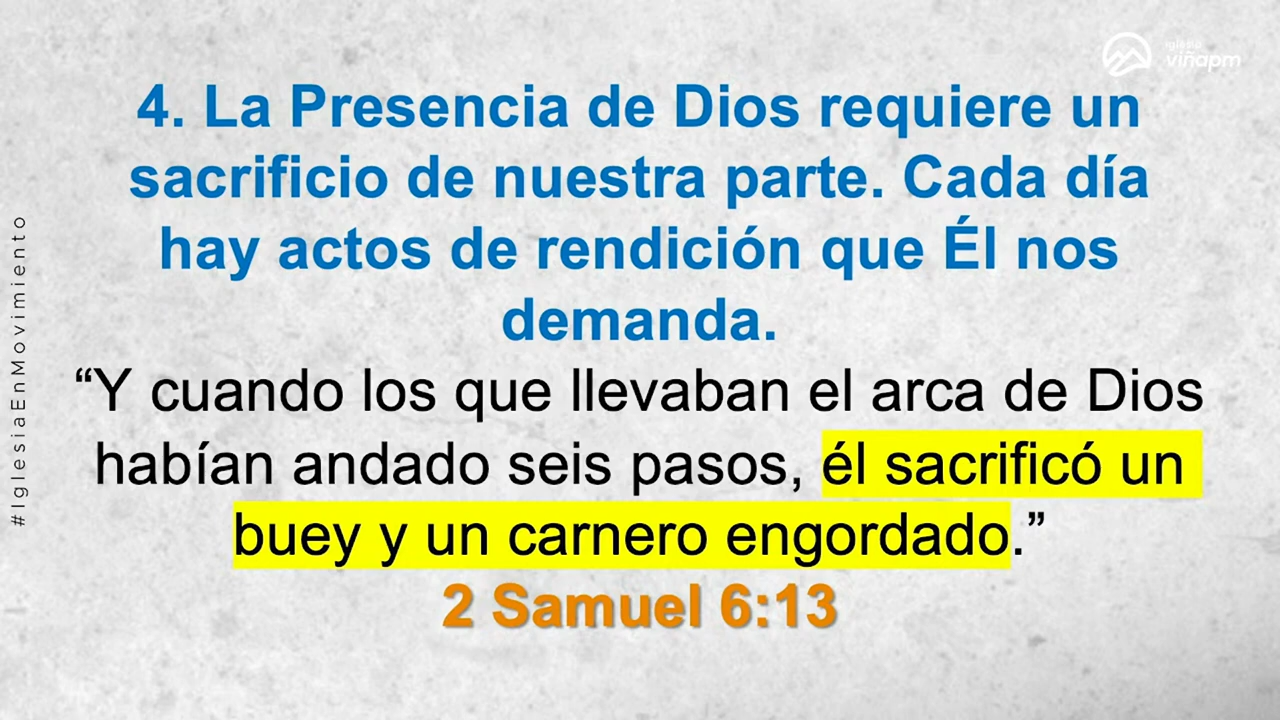 iglesia
viñapm
4. La Presencia de Dios requiere un
sacrificio de nuestra parte. Cada día
hay actos de rendición que Él nos
demanda.
“Y cuando los que llevaban el arca de Dios
habían andado seis pasos, él sacrificó un
buey y un carnero engordado.”
2 Samuel 6:13
#IglesiaEnMovimiento